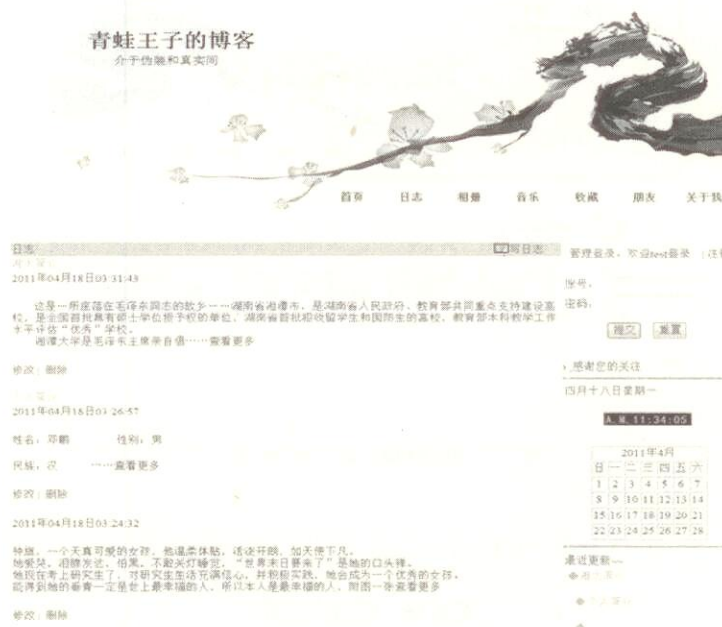 青蛙王子的博客
介于伪装和真实间
首页 日志 相册 音乐 收藏 朋友 关于我
日志 写日志
2011年04月18日03:31:43
这是一所座落在毛泽东同志的故乡——湖南省湘潭市，是湖南省人民政府、教育部共同重点支持建设高
校，是全国首批具有硕士学位授予权的单位、湖南省首批招收留学生和国防生的高校，教育部本科教学工作
水平评估“优秀”学校。
湘潭大学是毛泽东主席亲自倡……查看更多
修改 | 删除
2011年04月18日03:26:57
姓名：邓鹏 性别：男
民族：汉 ……查看更多
修改 | 删除
2011年04月18日03:24:32
一个天真可爱的女孩，他温柔体贴，活泼开朗，如天使下凡。
她爱哭，泪腺发达，怕黑，不敢关灯睡觉，“世界末日要来了”是她的口头禅。
她现在考上研究生了，对研究生生活充满信心，并积极实践，她会成为一个优秀的女孩。
能得到她的垂青一定是世上最幸福的人，所以本人是最幸福的人，附图一张查看更多
修改 | 删除
管理登录，欢迎test登录
账号：
密码：
提交 重置
感谢您的关注
四月十八日星期一
A.M.11:34:05
2011年4月
日 一 二 三 四 五 六
1 2 3 4 5 6 7
8 9 10 11 12 13 14
15 16 17 18 19 20 21
22 23 24 25 26 27 28
最近更新